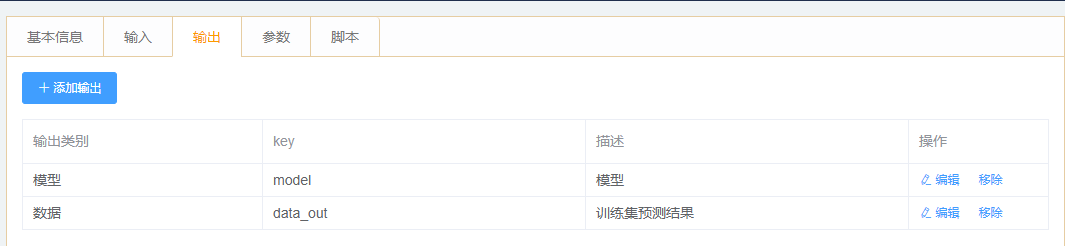 基本信息 输入 输出 参数 脚本
添加输出
输出类别 key 描述 操作
模型 model 模型 编辑 移除
数据 data_out 训练集预测结果 编辑 移除